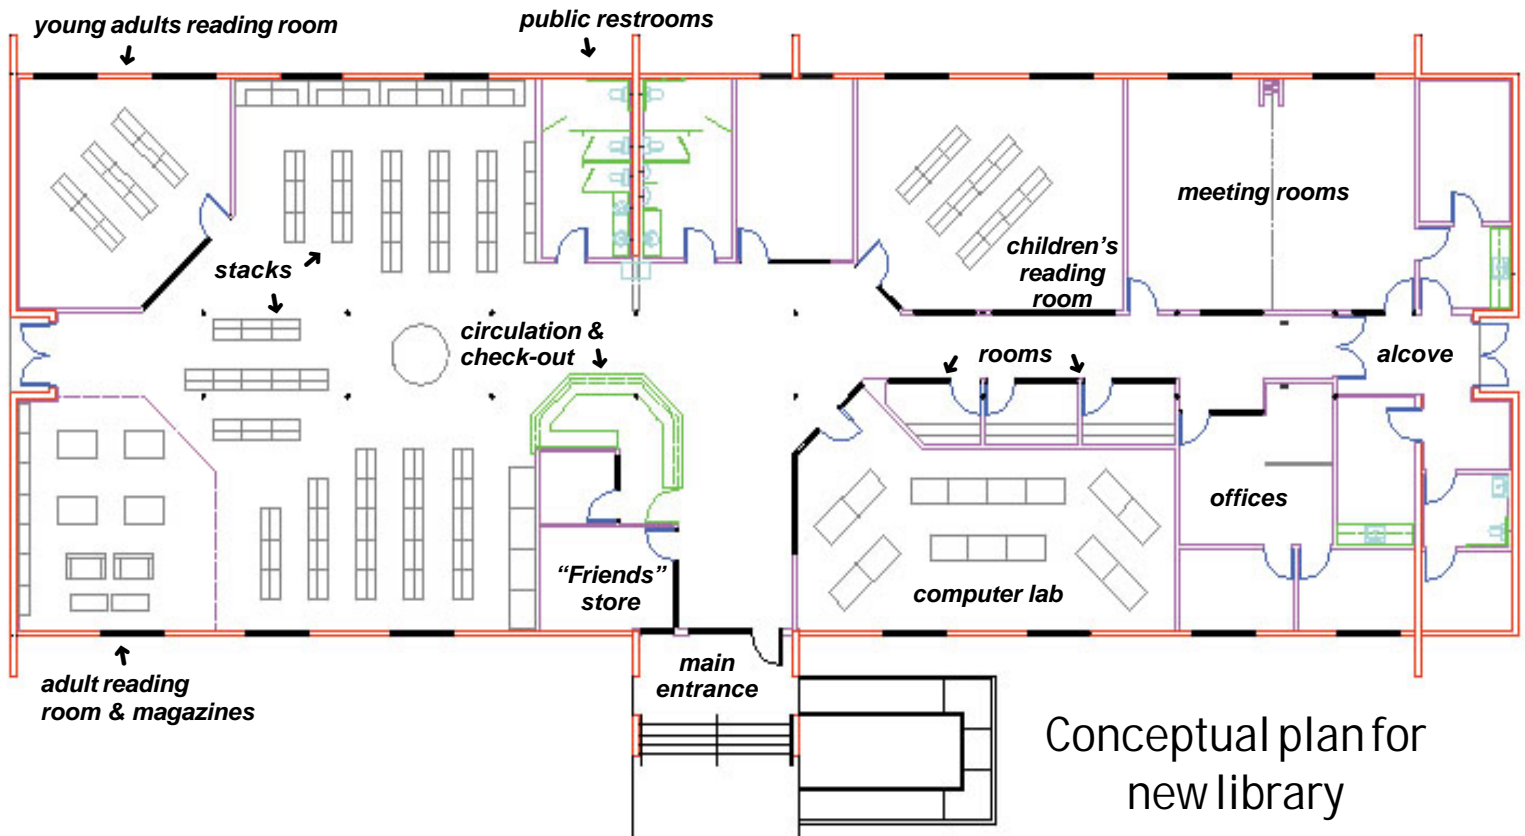 young adults reading room
public restrooms
meeting rooms
children’s
reading
room
stacks
circulation &
check-out
rooms
alcove
offices
“Friends”
store
computer lab
main
entrance
adult reading
room & magazines
Conceptual plan for
new library